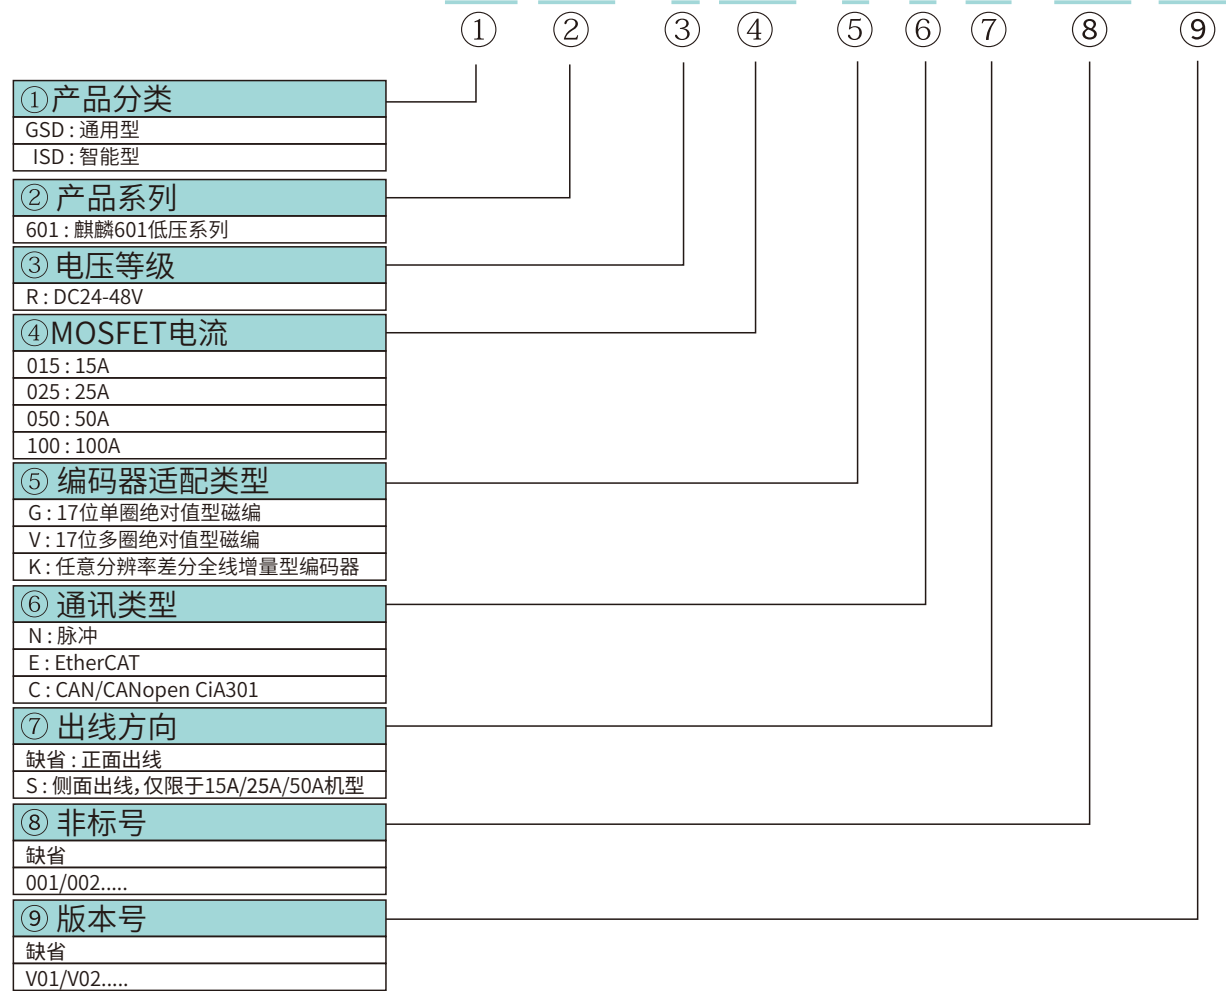 ① ② ③ ④ ⑤ ⑥ ⑦ ⑧ ⑨
①产品分类
GSD : 通用型
ISD : 智能型
② 产品系列
601 : 麒麟601低压系列
③ 电压等级
R : DC24-48V
④MOSFET电流
015 : 15A
025 : 25A
050 : 50A
100 : 100A
⑤ 编码器适配类型
G : 17位单圈绝对值型磁编
V : 17位多圈绝对值型磁编
K : 任意分辨率差分全线增量型编码器
⑥ 通讯类型
N : 脉冲
E : EtherCAT
C : CAN/CANopen CiA301
⑦ 出线方向
缺省 : 正面出线
S : 侧面出线,仅限于15A/25A/50A机型
⑧ 非标号
缺省
001/002.....
⑨ 版本号
缺省
V01/V02.....